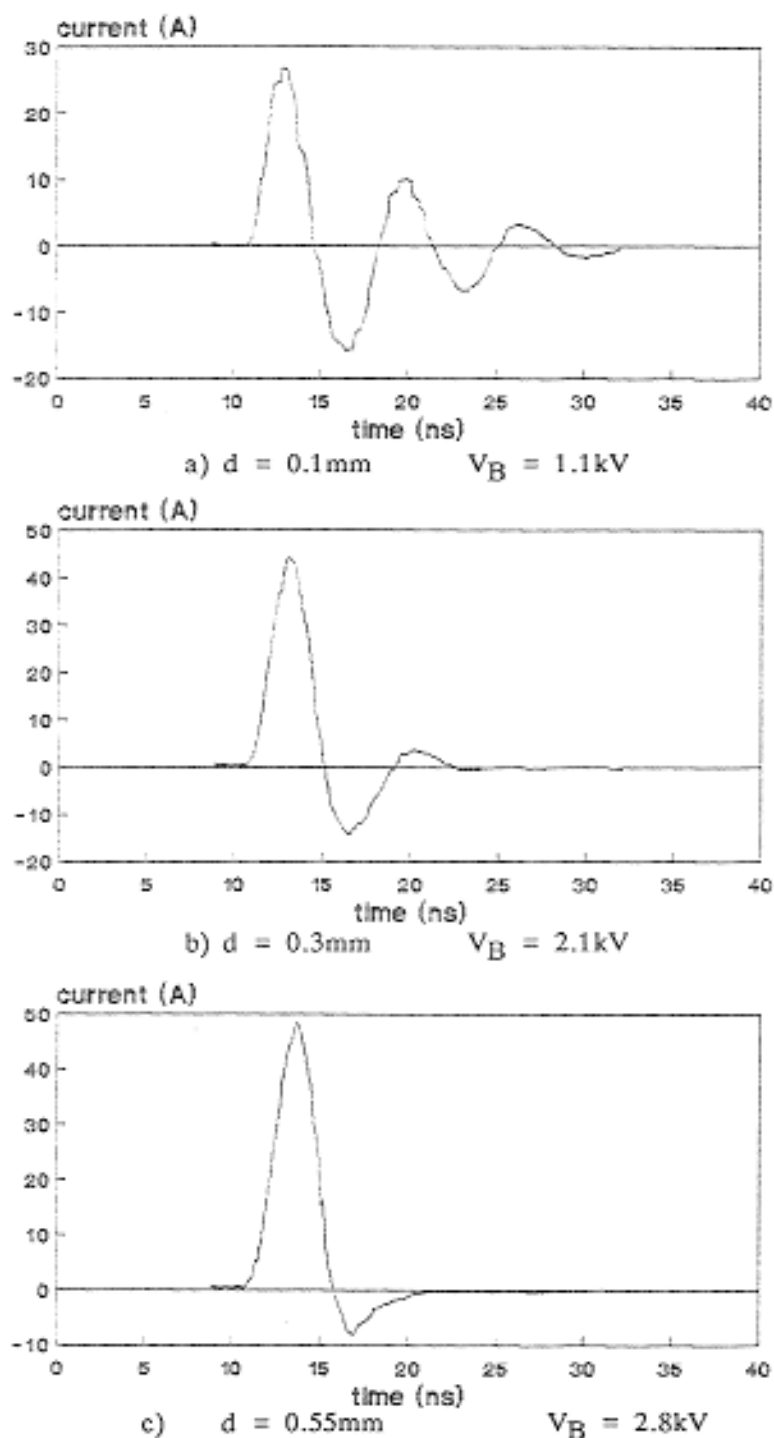 current (A)
30
20
10
0
-10
-20
0 5 10 15 20 25 30 35 40
time (ns)
a) d = 0.1mm V_B = 1.1kV
current (A)
50
40
30
20
10
0
-10
-20
0 5 10 15 20 25 30 35 40
time (ns)
b) d = 0.3mm V_B = 2.1kV
current (A)
50
40
30
20
10
0
-10
0 5 10 15 20 25 30 35 40
time (ns)
c) d = 0.55mm V_B = 2.8kV